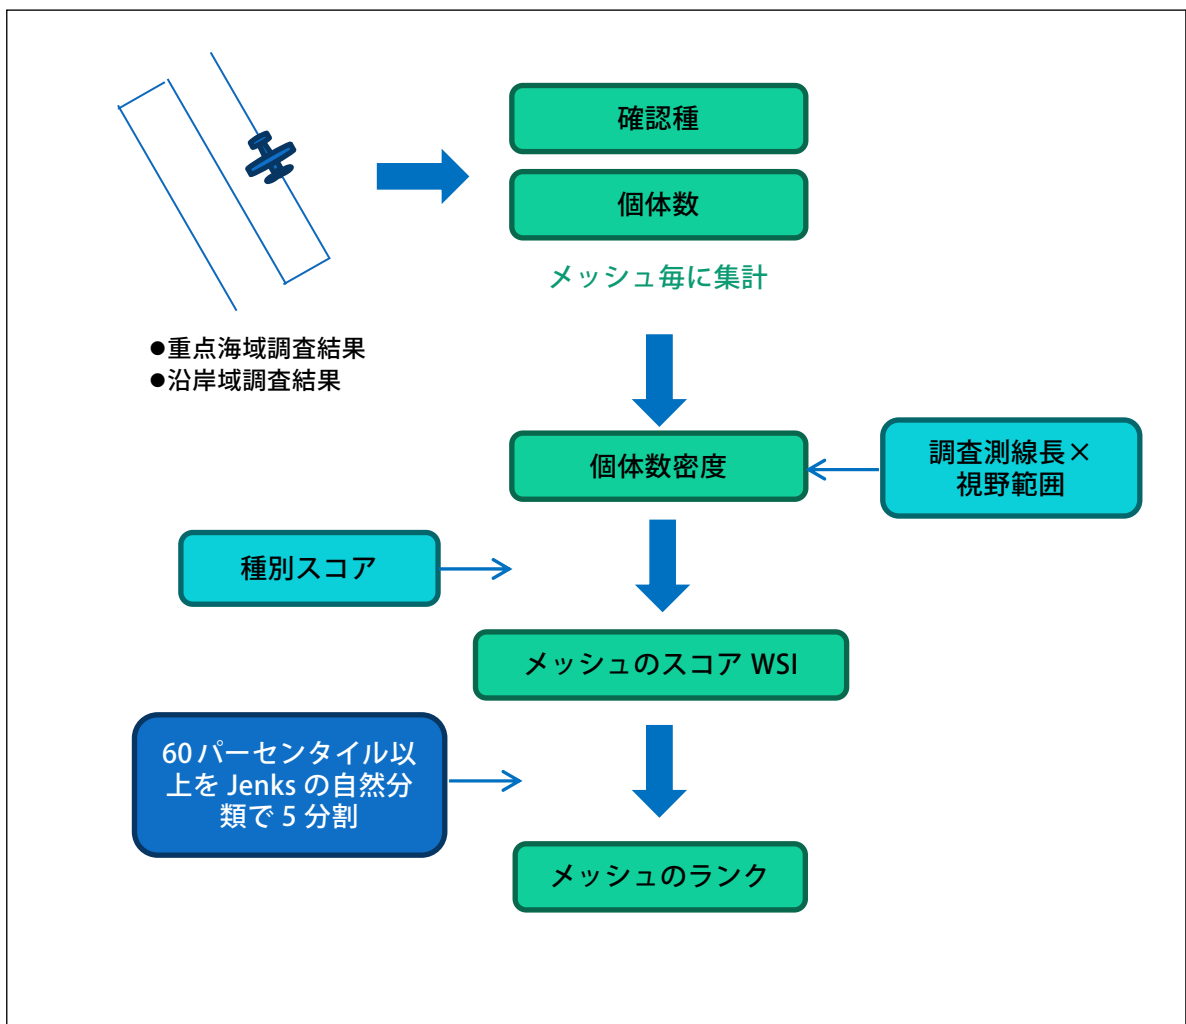 確認種
個体数
メッシュ毎に集計
●重点海域調査結果
●沿岸域調査結果
個体数密度
調査測線長×
視野範囲
種別スコア
メッシュのスコア WSI
60 パーセンタイル以
上を Jenks の自然分
類で 5 分割
メッシュのランク